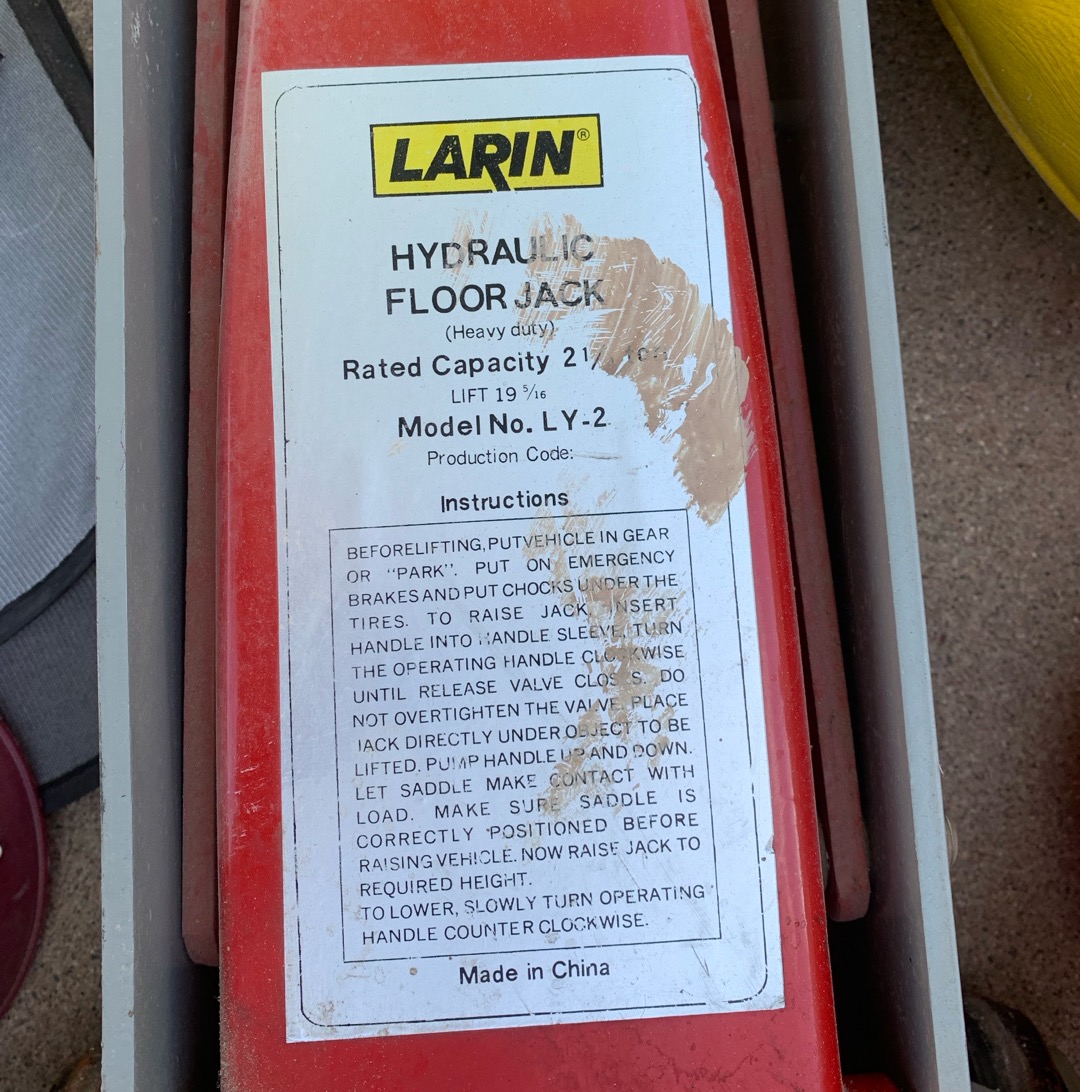 LARIN®
HYDRAULIC
FLOOR JACK
(Heavy duty)
Rated Capacity 2 1/ Ton
LIFT 19 5/16
Model No. LY-2
Production Code:
Instructions
BEFORELIFTING,PUTVEHICLE IN GEAR
OR "PARK". PUT ON EMERGENCY
BRAKES AND PUT CHOCKS UNDER THE
TIRES. TO RAISE JACK, INSERT
HANDLE INTO HANDLE SLEEVE. TURN
THE OPERATING HANDLE CLOCKWISE
UNTIL RELEASE VALVE CLOSES. DO
NOT OVERTIGHTEN THE VALVE. PLACE
JACK DIRECTLY UNDER OBJECT TO BE
LIFTED. PUMP HANDLE UP AND DOWN.
LET SADDLE MAKE CONTACT WITH
LOAD. MAKE SURE SADDLE IS
CORRECTLY POSITIONED BEFORE
RAISING VEHICLE. NOW RAISE JACK TO
REQUIRED HEIGHT.
TO LOWER, SLOWLY TURN OPERATING
HANDLE COUNTER CLOCKWISE.
Made in China